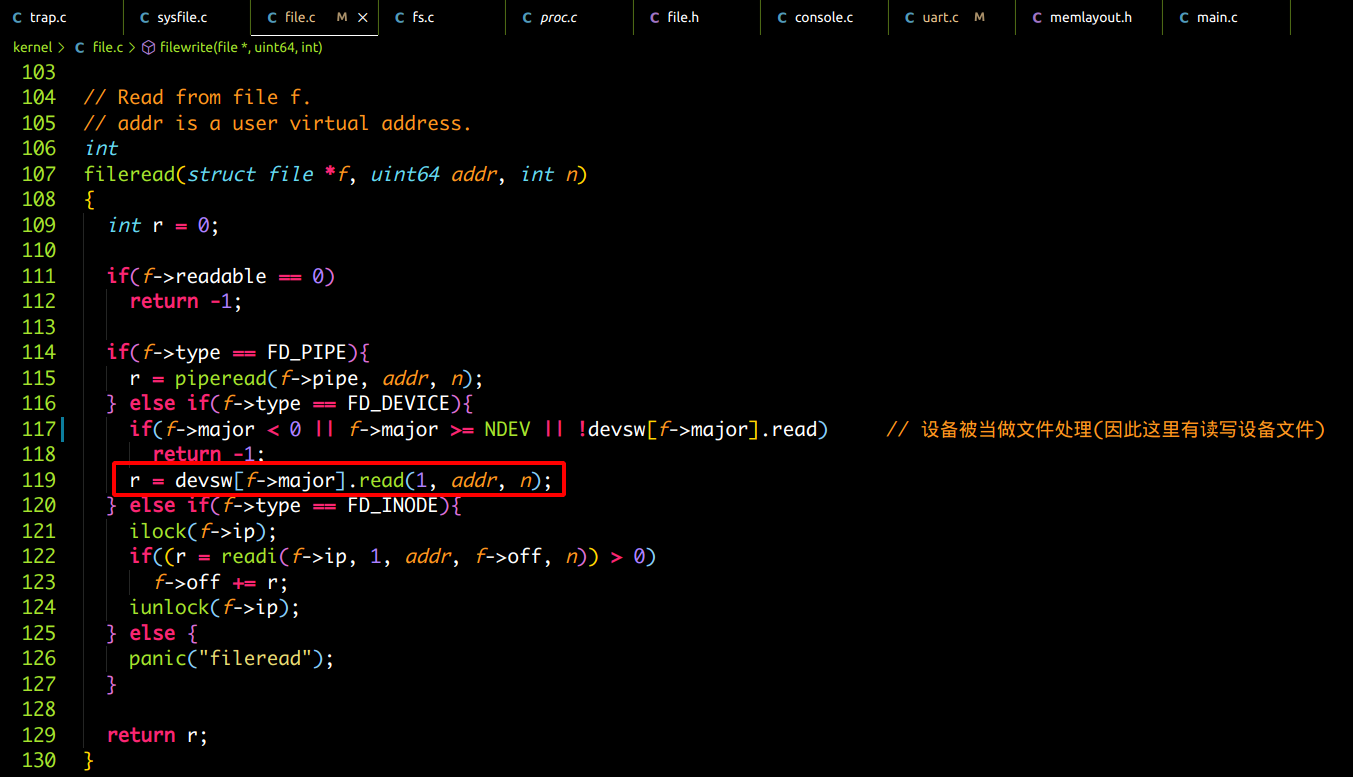 trap.c sysfile.c file.c M fs.c proc.c file.h console.c uart.c M memlayout.h main.c
kernel > C file.c > filewrite(file *, uint64, int)
103
104 // Read from file f.
105 // addr is a user virtual address.
106 int
107 fileread(struct file *f, uint64 addr, int n)
108 {
109   int r = 0;
110
111   if(f->readable == 0)
112     return -1;
113
114   if(f->type == FD_PIPE){
115     r = piperead(f->pipe, addr, n);
116   } else if(f->type == FD_DEVICE){
117     if(f->major < 0 || f->major >= NDEV || !devsw[f->major].read)     // 设备被当做文件处理(因此这里有读写设备文件)
118       return -1;
119     r = devsw[f->major].read(1, addr, n);
120   } else if(f->type == FD_INODE){
121     ilock(f->ip);
122     if((r = readi(f->ip, 1, addr, f->off, n)) > 0)
123       f->off += r;
124     iunlock(f->ip);
125   } else {
126     panic("fileread");
127   }
128
129   return r;
130 }